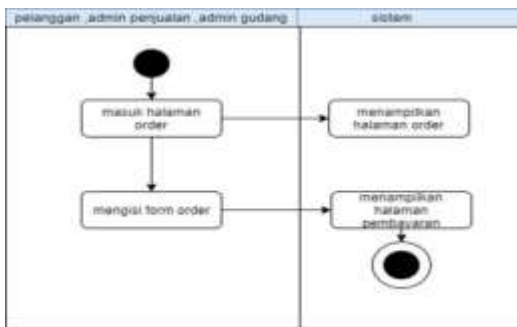 pelanggan ,admin penjualan ,admin gudang
sistem
masuk halaman
order
menampilkan
halaman order
mengisi form order
menampilkan
halaman
pembayaran